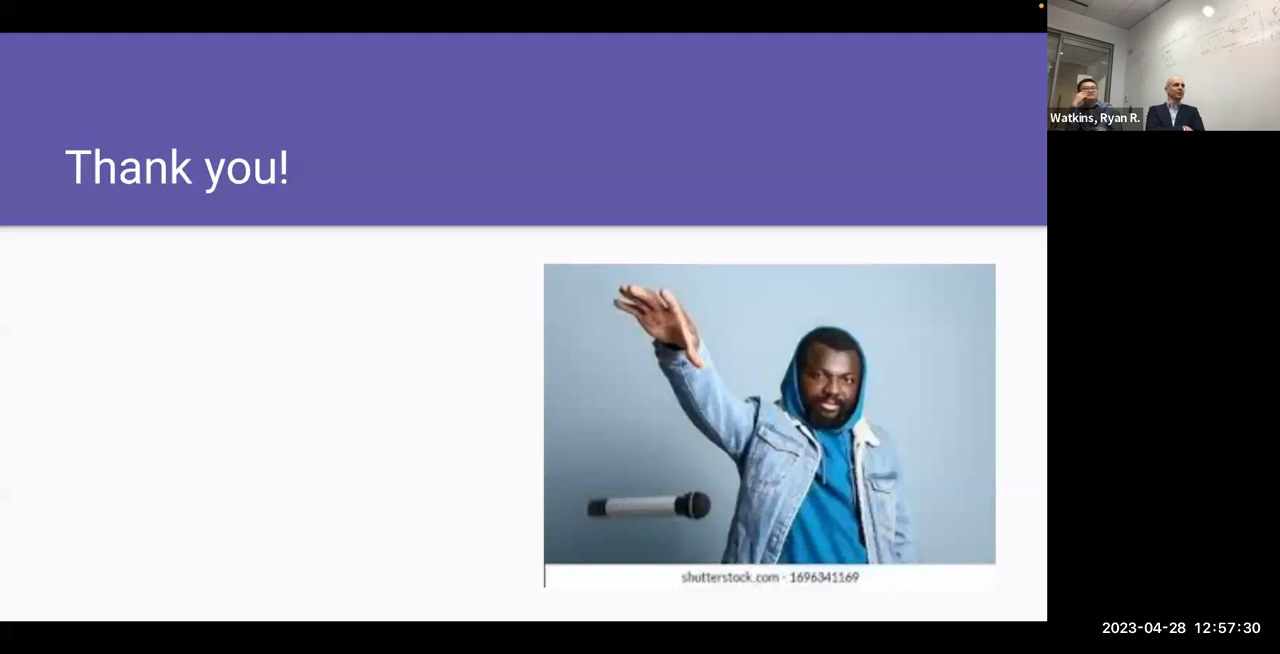 Thank you!
shutterstock.com · 1696341169
Watkins, Ryan R.
2023-04-28 12:57:30